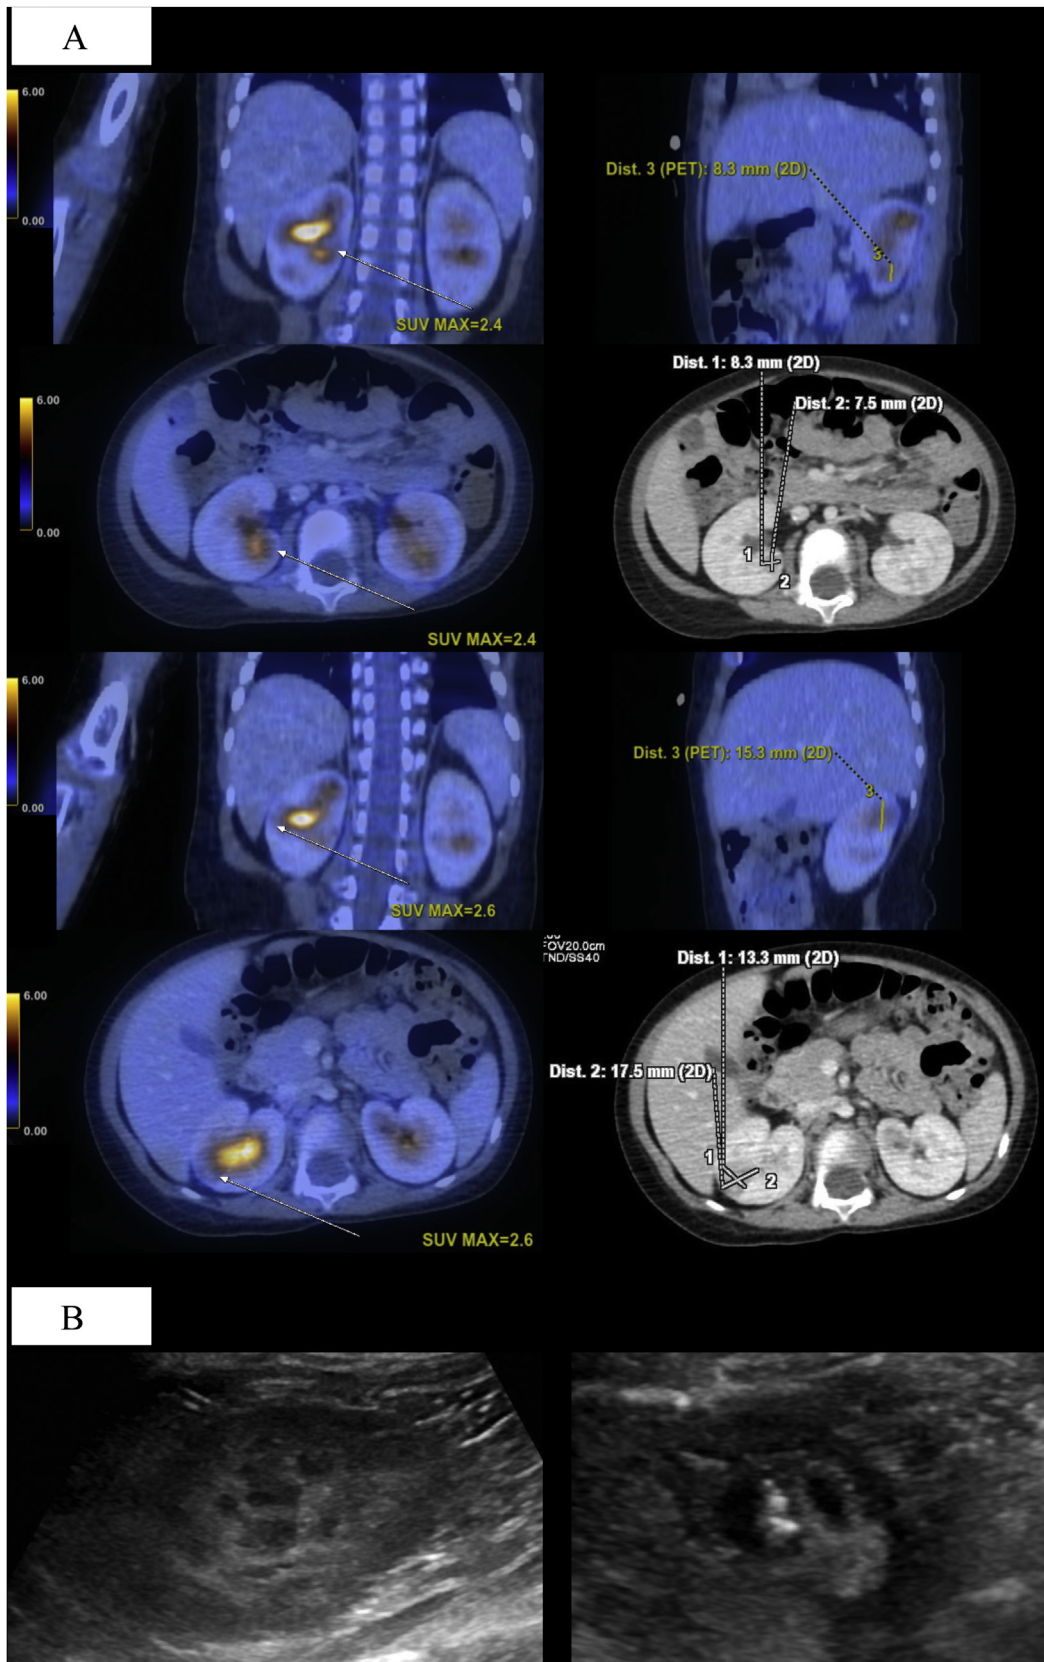 A
6.00
0.00
SUV MAX=2.4
Dist. 3 (PET): 8.3 mm (2D)
3
6.00
0.00
SUV MAX=2.4
Dist. 1: 8.3 mm (2D)
Dist. 2: 7.5 mm (2D)
1
2
6.00
0.00
SUV MAX=2.6
Dist. 3 (PET): 15.3 mm (2D)
3
6.00
0.00
SUV MAX=2.6
FOV20.0cm
TND/SS40
Dist. 1: 13.3 mm (2D)
Dist. 2: 17.5 mm (2D)
1
2
B